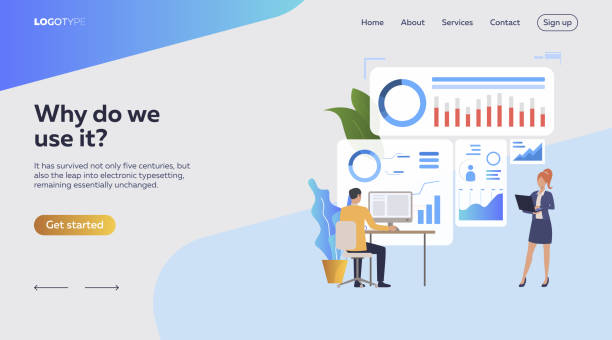 LOGOTYPE
Home
About
Services
Contact
Sign up
Why do we
use it?
It has survived not only five centuries, but
also the leap into electronic typesetting,
remaining essentially unchanged.
Get started